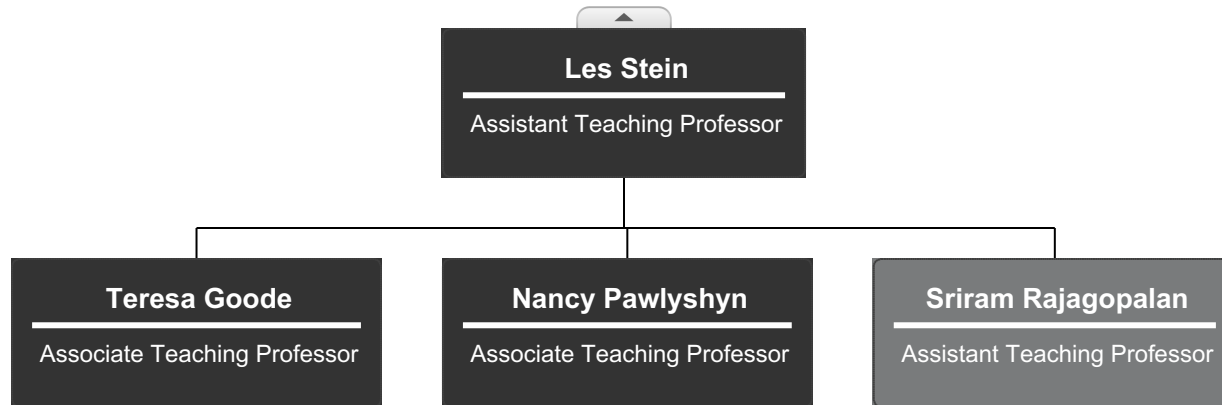 Les Stein
Assistant Teaching Professor
Teresa Goode
Associate Teaching Professor
Nancy Pawlyshyn
Associate Teaching Professor
Sriram Rajagopalan
Assistant Teaching Professor